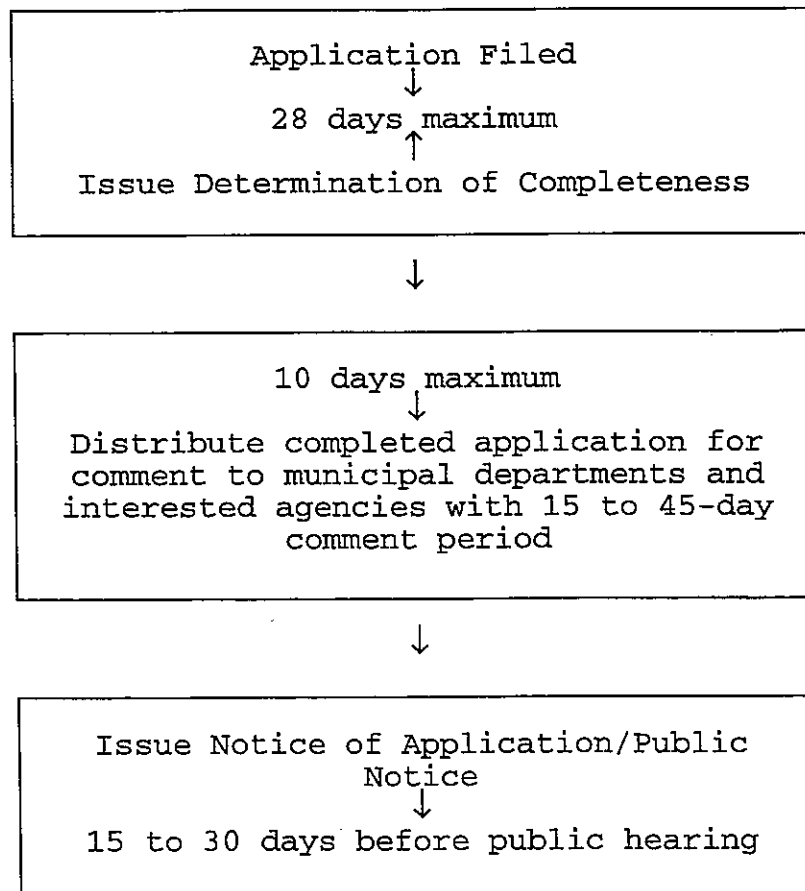 Application Filed
↓
28 days maximum
↑
Issue Determination of Completeness
↓
10 days maximum
↓
Distribute completed application for
comment to municipal departments and
interested agencies with 15 to 45-day
comment period
↓
Issue Notice of Application/Public
Notice
↓
15 to 30 days before public hearing